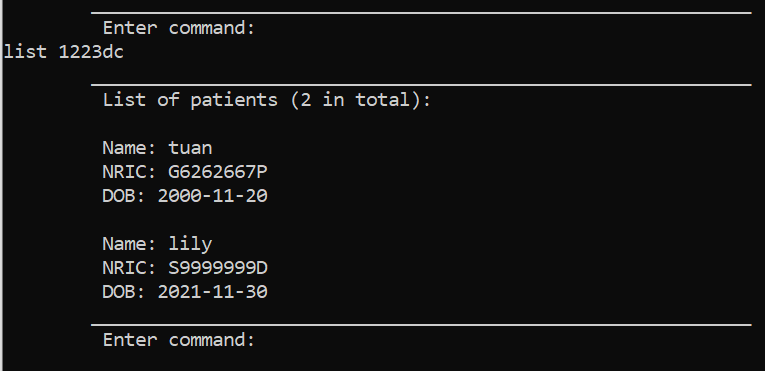 Enter command:
list 1223dc
List of patients (2 in total):
Name: tuan
NRIC: G6262667P
DOB: 2000-11-20
Name: lily
NRIC: S9999999D
DOB: 2021-11-30
Enter command: